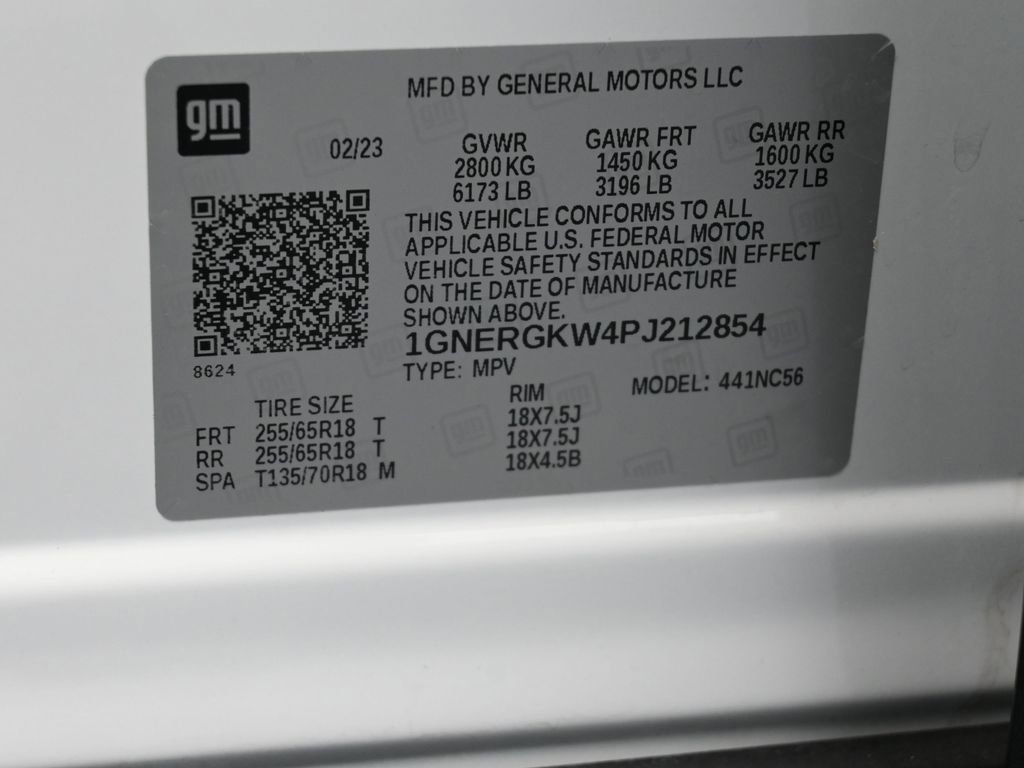 gm
MFD BY GENERAL MOTORS LLC
02/23
GVWR GAWR FRT GAWR RR
2800 KG 1450 KG 1600 KG
6173 LB 3196 LB 3527 LB
THIS VEHICLE CONFORMS TO ALL
APPLICABLE U.S. FEDERAL MOTOR
VEHICLE SAFETY STANDARDS IN EFFECT
ON THE DATE OF MANUFACTURE
SHOWN ABOVE.
1GNERGKW4PJ212854
8624
TYPE: MPV MODEL: 441NC56
TIRE SIZE RIM
FRT 255/65R18 T 18X7.5J
RR 255/65R18 T 18X7.5J
SPA T135/70R18 M 18X4.5B